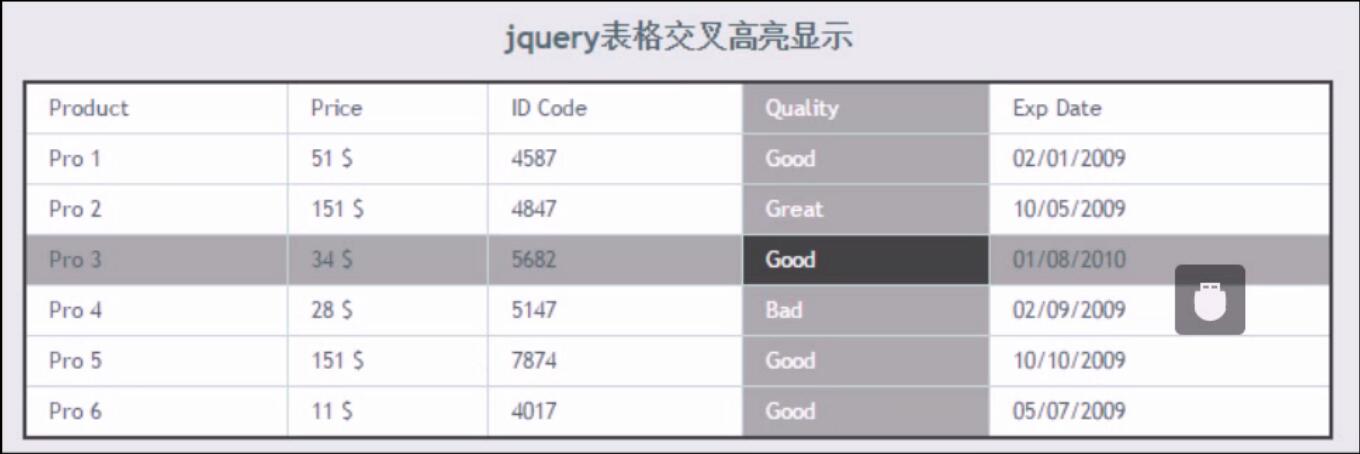 jquery表格交叉高亮显示
Product Price ID Code Quality Exp Date
Pro 1 51 $ 4587 Good 02/01/2009
Pro 2 151 $ 4847 Great 10/05/2009
Pro 3 34 $ 5682 Good 01/08/2010
Pro 4 28 $ 5147 Bad 02/09/2009
Pro 5 151 $ 7874 Good 10/10/2009
Pro 6 11 $ 4017 Good 05/07/2009